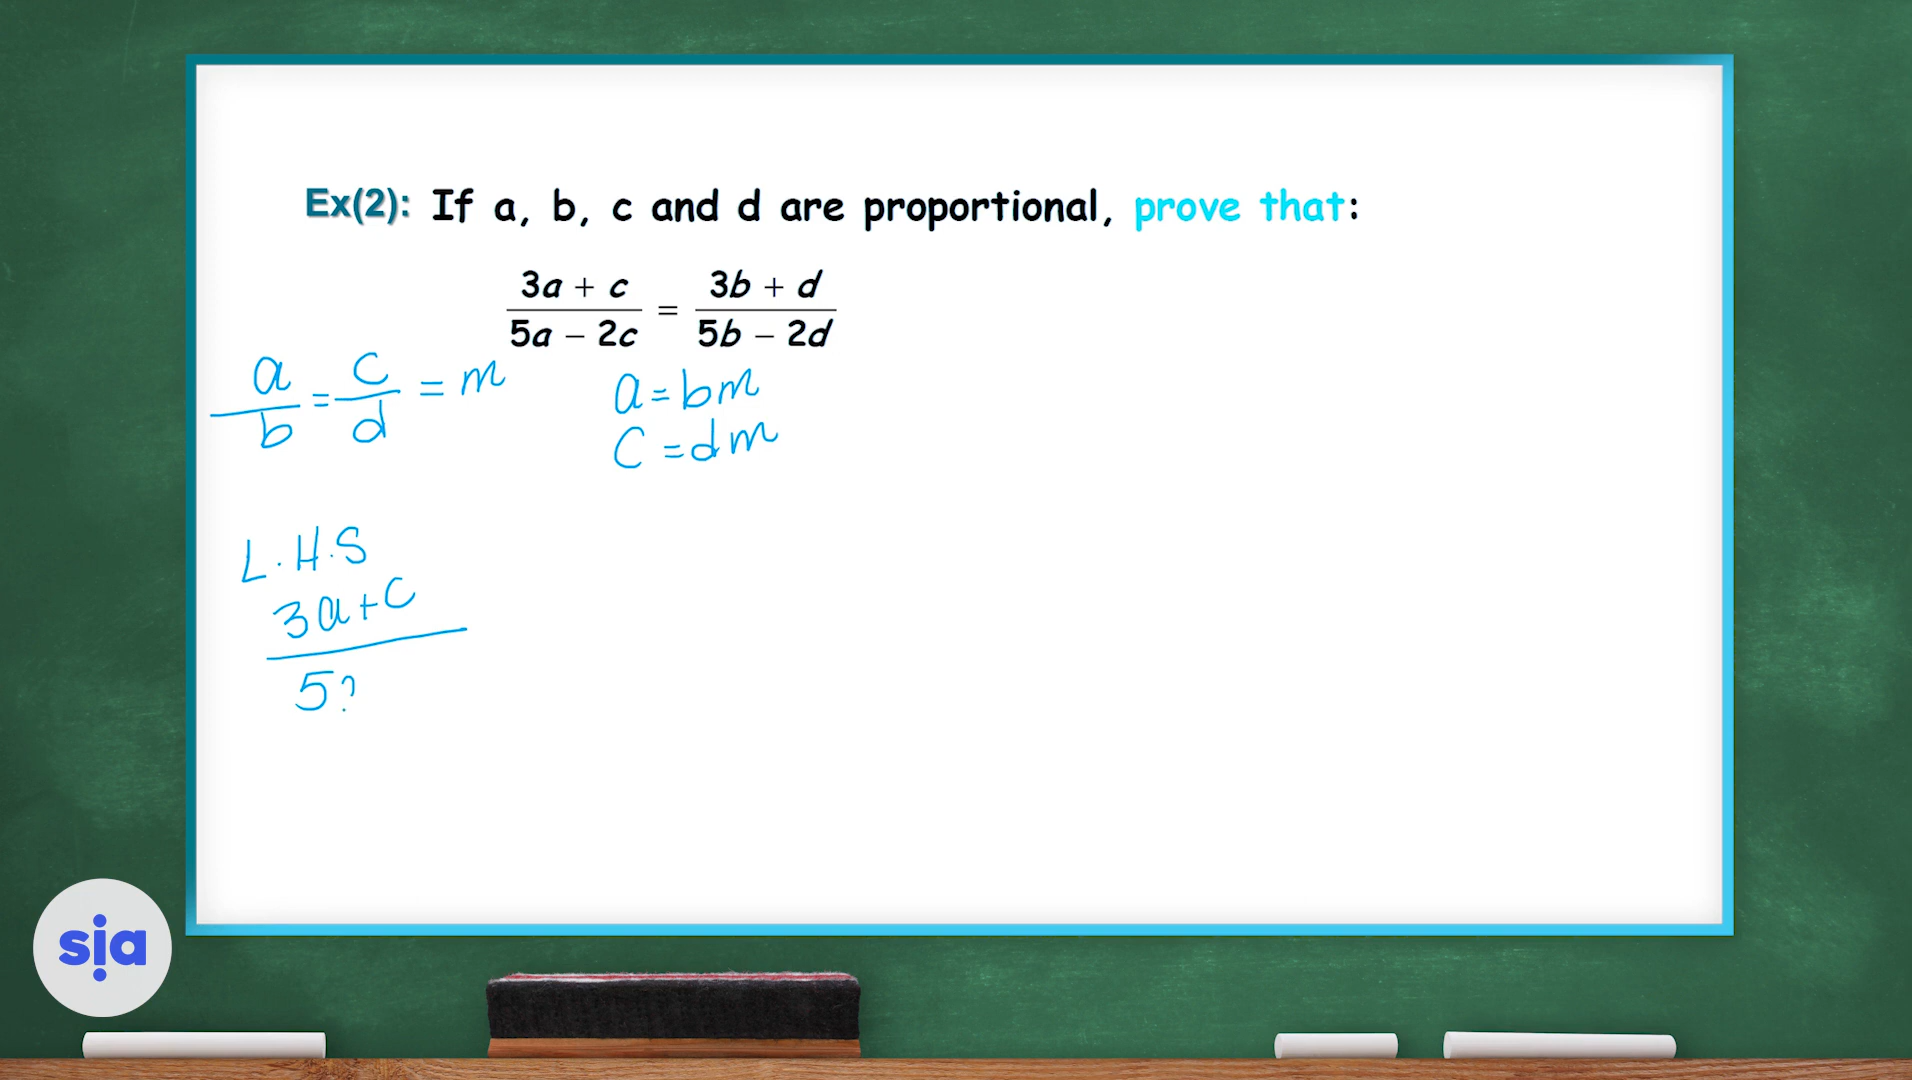 Ex(2): If a, b, c and d are proportional, prove that:
3a + c / 5a − 2c = 3b + d / 5b − 2d
a/b = c/d = m
a = bm
c = dm
L.H.S
3a+c
5
sia